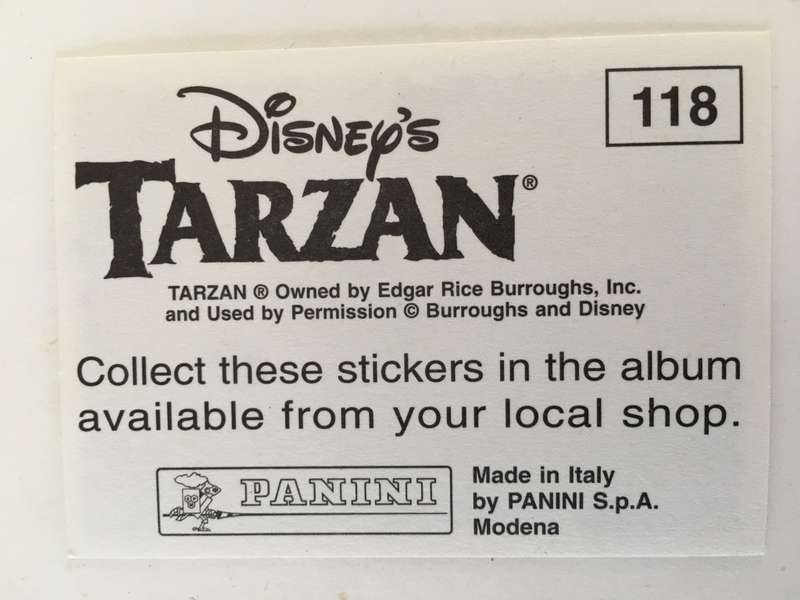 118
DISNEY'S
TARZAN®
TARZAN ® Owned by Edgar Rice Burroughs, Inc.
and Used by Permission © Burroughs and Disney
Collect these stickers in the album
available from your local shop.
PANINI
Made in Italy
by PANINI S.p.A.
Modena